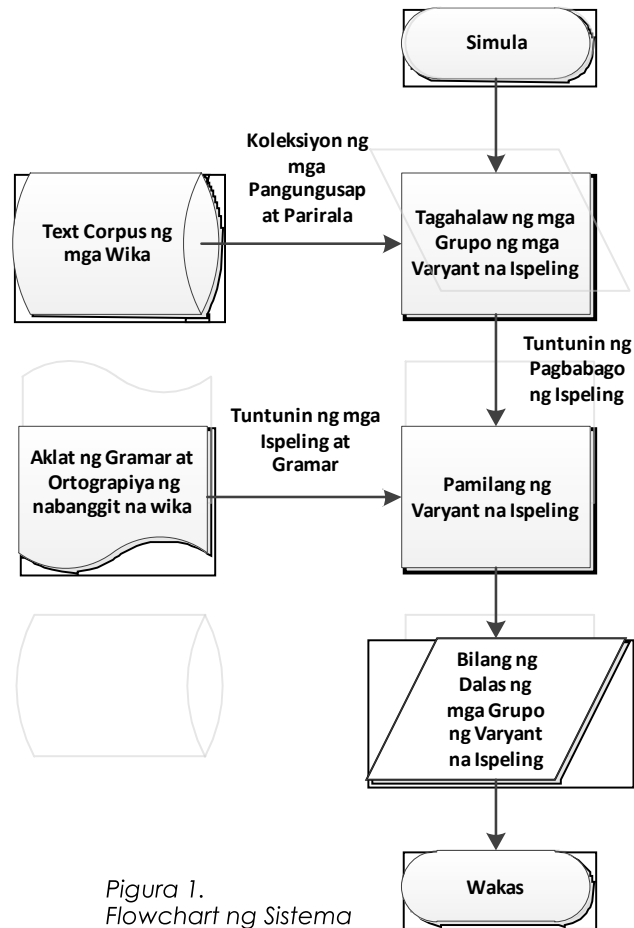 Simula
Koleksiyon ng
mga
Pangungusap
at Parirala
Text Corpus ng
mga Wika
Tagahalaw ng mga
Grupo ng mga
Varyant na Ispeling
Tuntunin ng
Pagbabago
ng Ispeling
Tuntunin ng mga
Ispeling at
Gramar
Aklat ng Gramar at
Ortograpiya ng
nabanggit na wika
Pamilang ng
Varyant na Ispeling
Bilang ng
Dalas ng
mga Grupo
ng Varyant
na Ispeling
Wakas
Pigura 1.
Flowchart ng Sistema